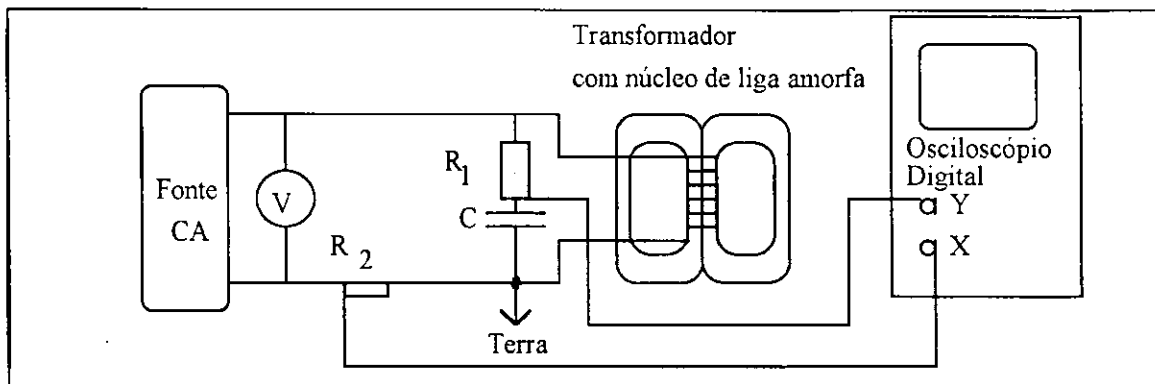 Transformador
com núcleo de liga amorfa
Fonte
CA
V
R1
C
R2
Terra
Osciloscópio
Digital
Y
X